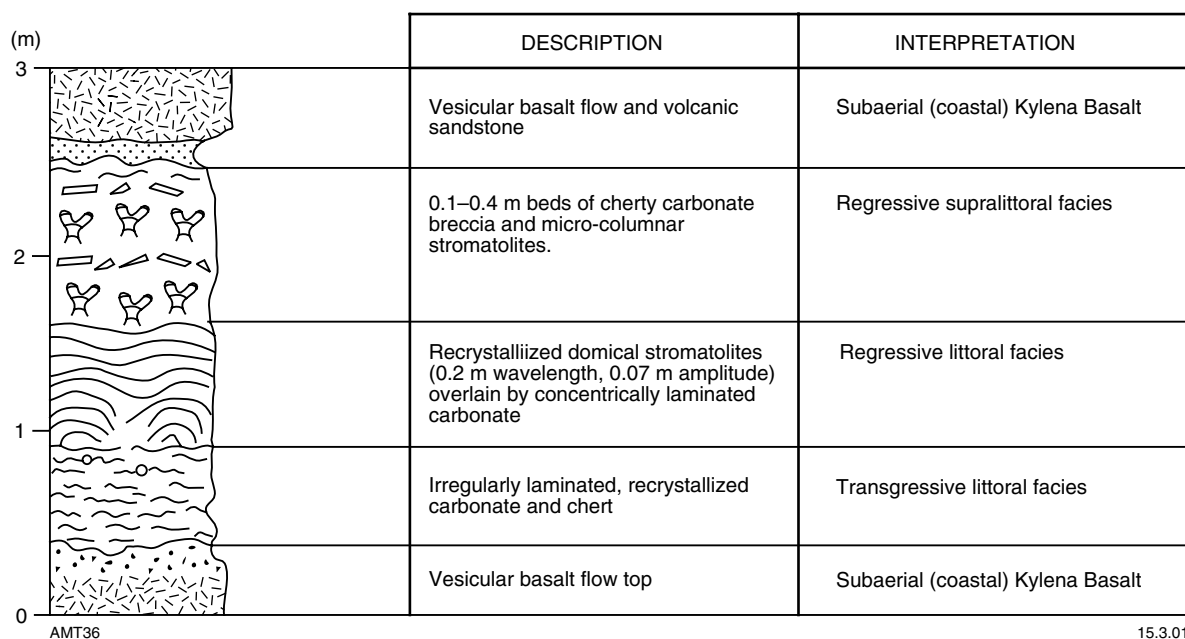 (m)
DESCRIPTION
INTERPRETATION
3
Vesicular basalt flow and volcanic
sandstone
Subaerial (coastal) Kylena Basalt
0.1–0.4 m beds of cherty carbonate
breccia and micro-columnar
stromatolites.
Regressive supralittoral facies
2
Recrystalliized domical stromatolites
(0.2 m wavelength, 0.07 m amplitude)
overlain by concentrically laminated
carbonate
Regressive littoral facies
1
Irregularly laminated, recrystallized
carbonate and chert
Transgressive littoral facies
Vesicular basalt flow top
Subaerial (coastal) Kylena Basalt
0
AMT36
15.3.01